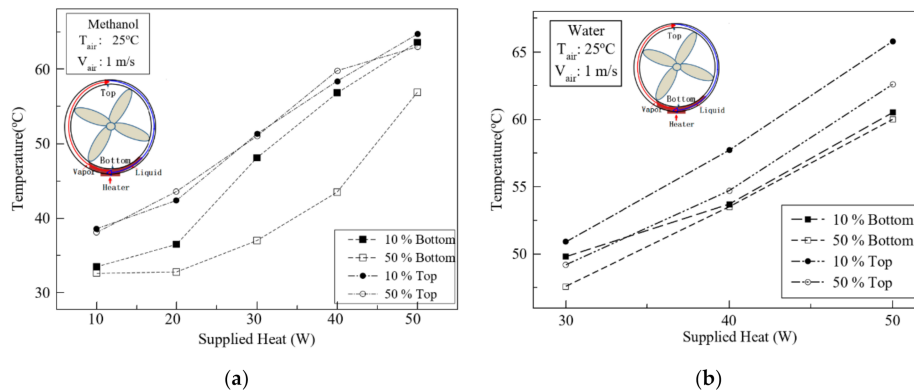 Methanol
T_air: 25°C
V_air: 1 m/s
Top
Bottom
Vapor
Liquid
Heater
Temperature(°C)
60
50
40
30
10 20 30 40 50
Supplied Heat (W)
10 % Bottom
50 % Bottom
10 % Top
50 % Top
(a)
Water
T_air: 25°C
V_air: 1 m/s
Top
Bottom
Vapor
Liquid
Heater
Temperature(°C)
65
60
55
50
30 40 50
Supplied Heat (W)
10 % Bottom
50 % Bottom
10 % Top
50 % Top
(b)